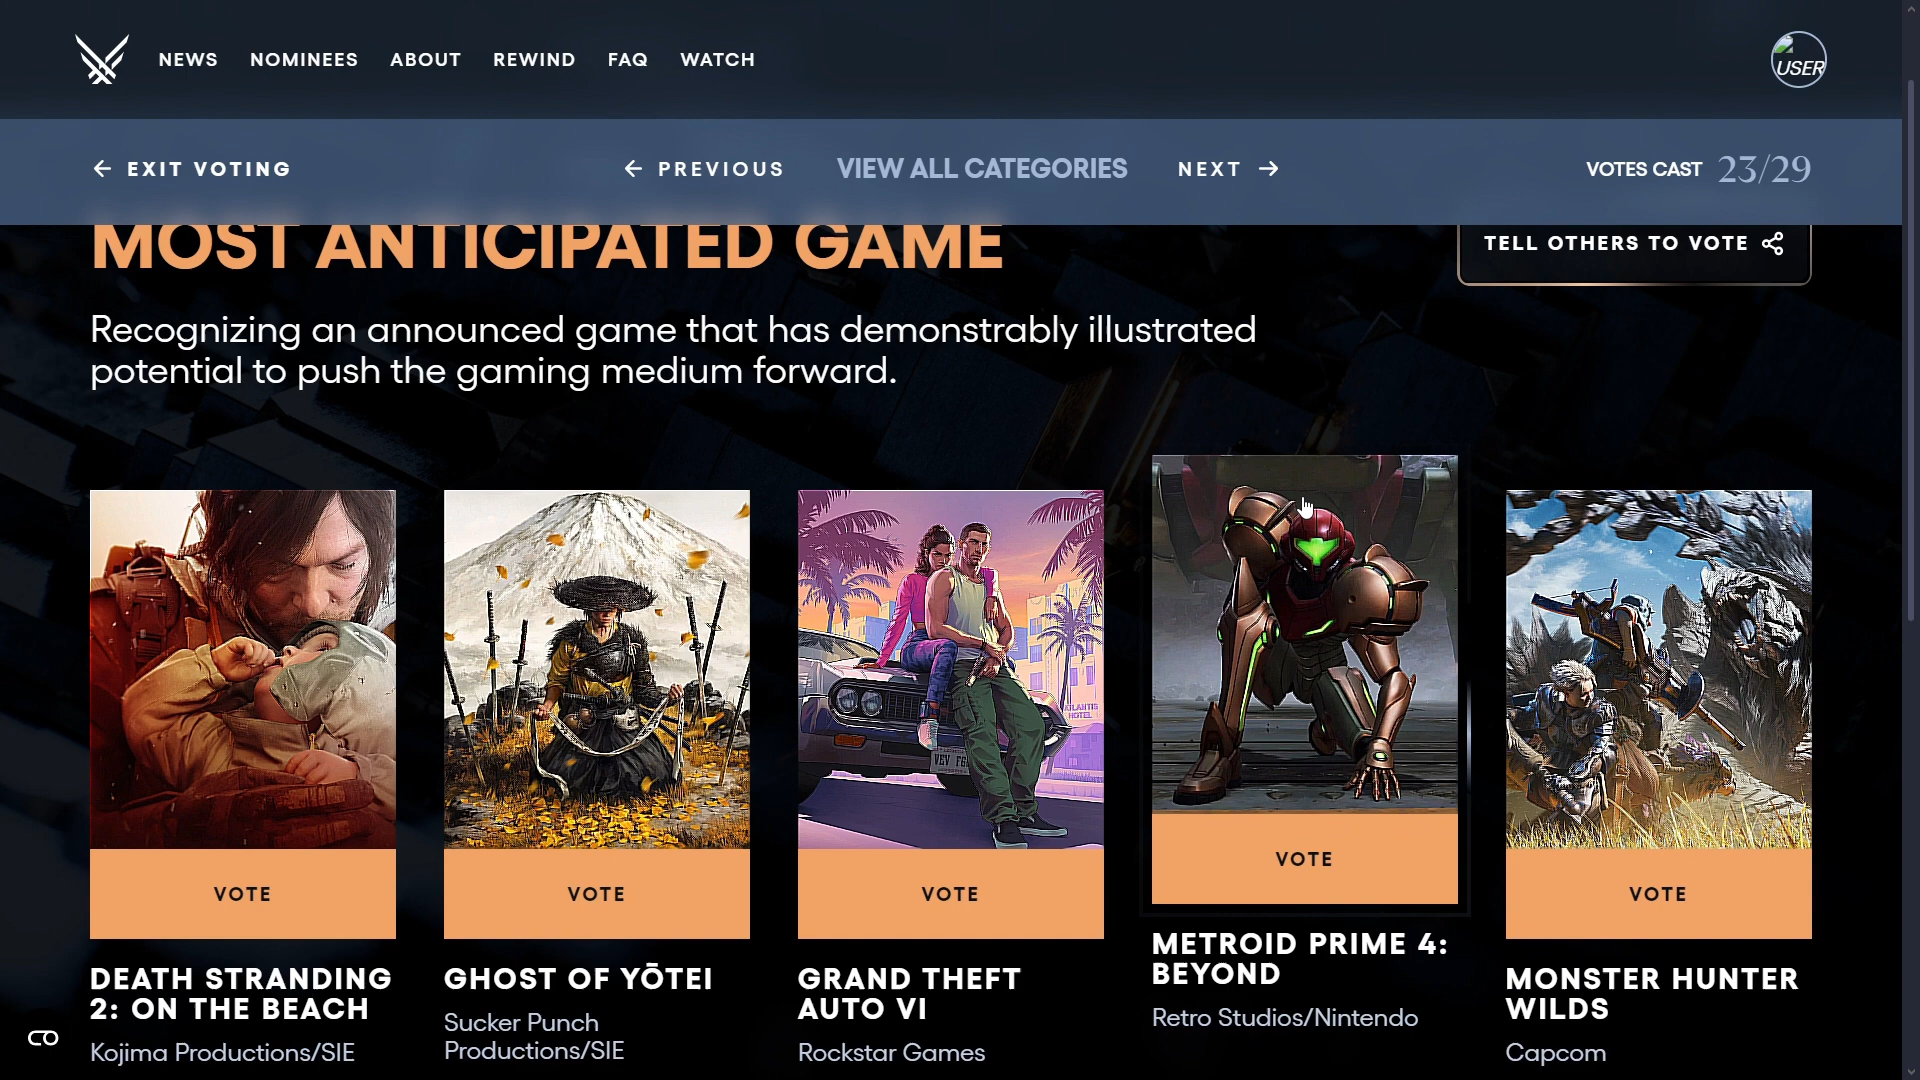 NEWS NOMINEES ABOUT REWIND FAQ WATCH USER
EXIT VOTING PREVIOUS VIEW ALL CATEGORIES NEXT VOTES CAST 23/29
MOST ANTICIPATED GAME
TELL OTHERS TO VOTE
Recognizing an announced game that has demonstrably illustrated
potential to push the gaming medium forward.
VOTE
DEATH STRANDING
2: ON THE BEACH
Kojima Productions/SIE
VOTE
GHOST OF YŌTEI
Sucker Punch
Productions/SIE
HOTEL
VOTE
GRAND THEFT
AUTO VI
Rockstar Games
VOTE
METROID PRIME 4:
BEYOND
Retro Studios/Nintendo
VOTE
MONSTER HUNTER
WILDS
Capcom